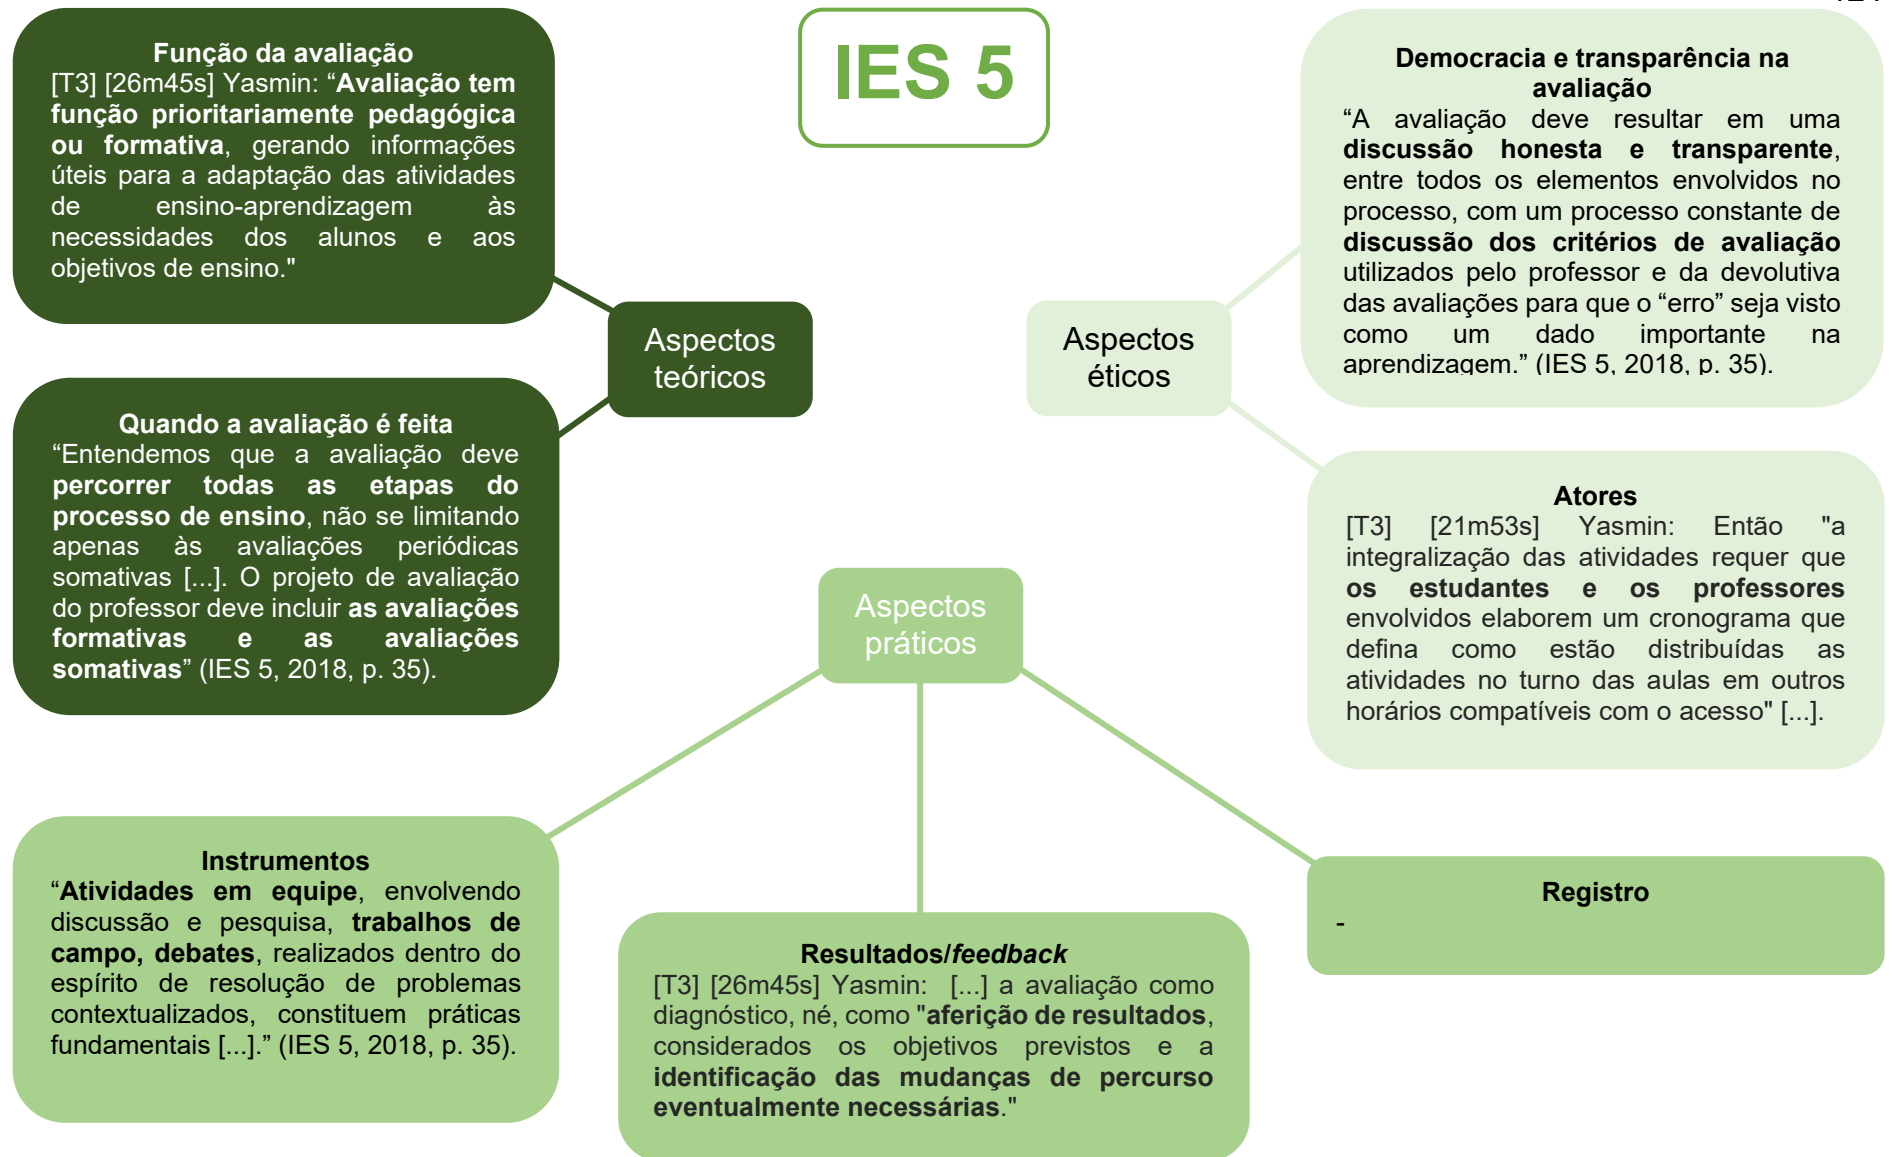 IES 5
Função da avaliação
[T3] [26m45s] Yasmin: “Avaliação tem
função prioritariamente pedagógica
ou formativa, gerando informações
úteis para a adaptação das atividades
de ensino-aprendizagem às
necessidades dos alunos e aos
objetivos de ensino."
Democracia e transparência na
avaliação
“A avaliação deve resultar em uma
discussão honesta e transparente,
entre todos os elementos envolvidos no
processo, com um processo constante de
discussão dos critérios de avaliação
utilizados pelo professor e da devolutiva
das avaliações para que o “erro” seja visto
como um dado importante na
aprendizagem.” (IES 5, 2018, p. 35).
Aspectos
teóricos
Aspectos
éticos
Quando a avaliação é feita
“Entendemos que a avaliação deve
percorrer todas as etapas do
processo de ensino, não se limitando
apenas às avaliações periódicas
somativas [...]. O projeto de avaliação
do professor deve incluir as avaliações
formativas e as avaliações
somativas” (IES 5, 2018, p. 35).
Atores
[T3] [21m53s] Yasmin: Então "a
integralização das atividades requer que
os estudantes e os professores
envolvidos elaborem um cronograma que
defina como estão distribuídas as
atividades no turno das aulas em outros
horários compatíveis com o acesso" [...].
Aspectos
práticos
Instrumentos
“Atividades em equipe, envolvendo
discussão e pesquisa, trabalhos de
campo, debates, realizados dentro do
espírito de resolução de problemas
contextualizados, constituem práticas
fundamentais [...].” (IES 5, 2018, p. 35).
Resultados/feedback
[T3] [26m45s] Yasmin: [...] a avaliação como
diagnóstico, né, como "aferição de resultados,
considerados os objetivos previstos e a
identificação das mudanças de percurso
eventualmente necessárias."
Registro
-